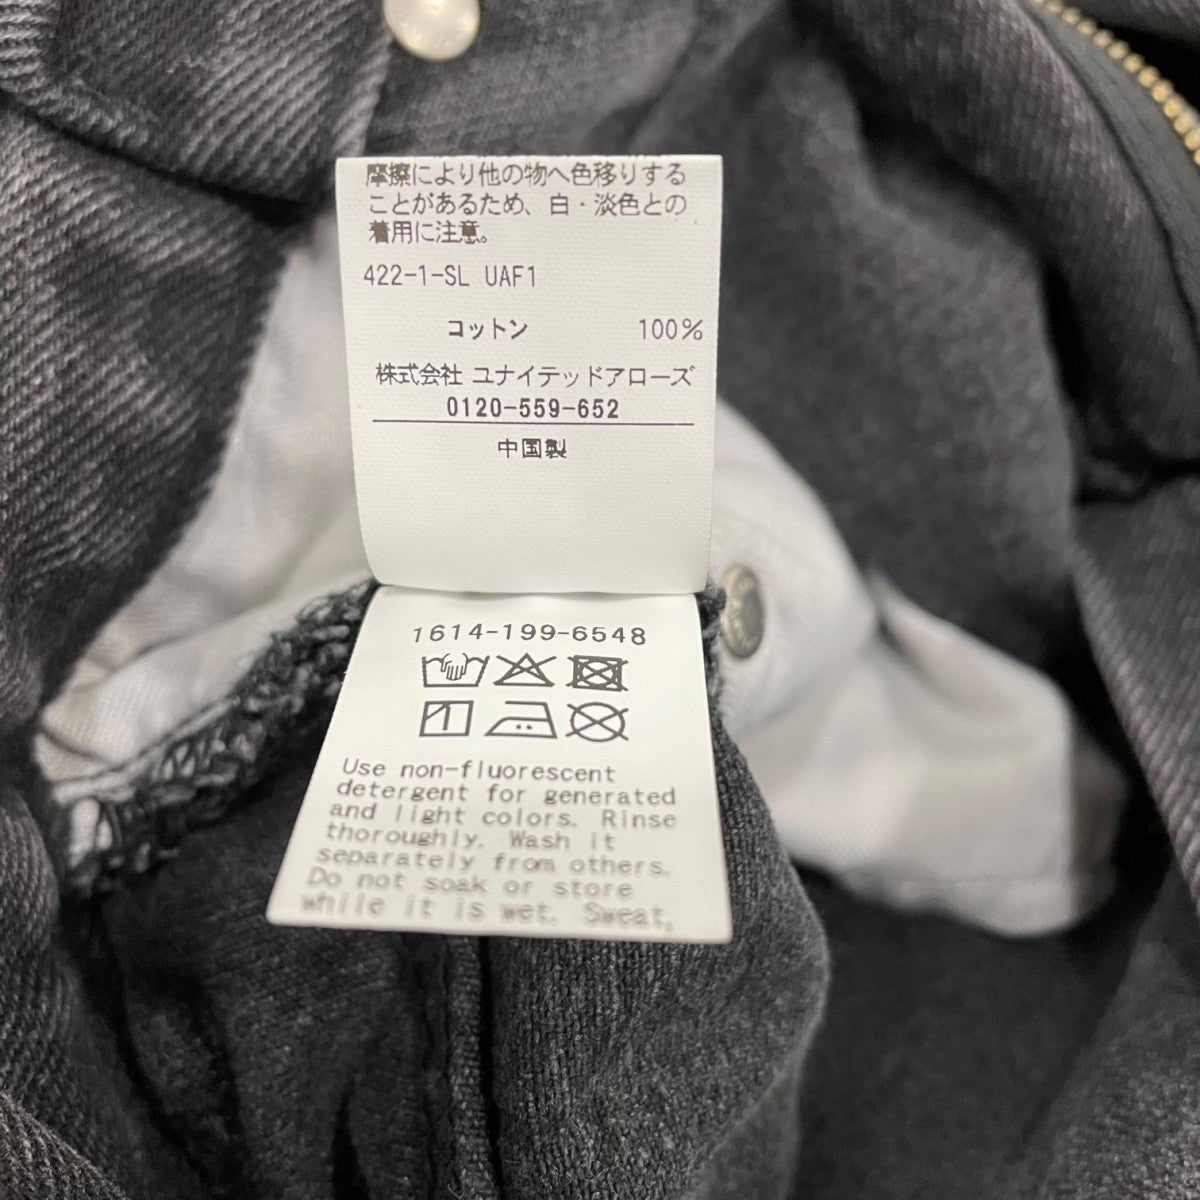 摩擦により他の物へ色移りする
ことがあるため、白・淡色との
着用に注意。
422-1-SL UAF1
コットン 100%
株式会社 ユナイテッドアローズ
0120-559-652
中国製
1614-199-6548
Use non-fluorescent
detergent for generated
and light colors. Rinse
thoroughly. Wash it
separately from others.
Do not soak or store
while it is wet. Sweat,